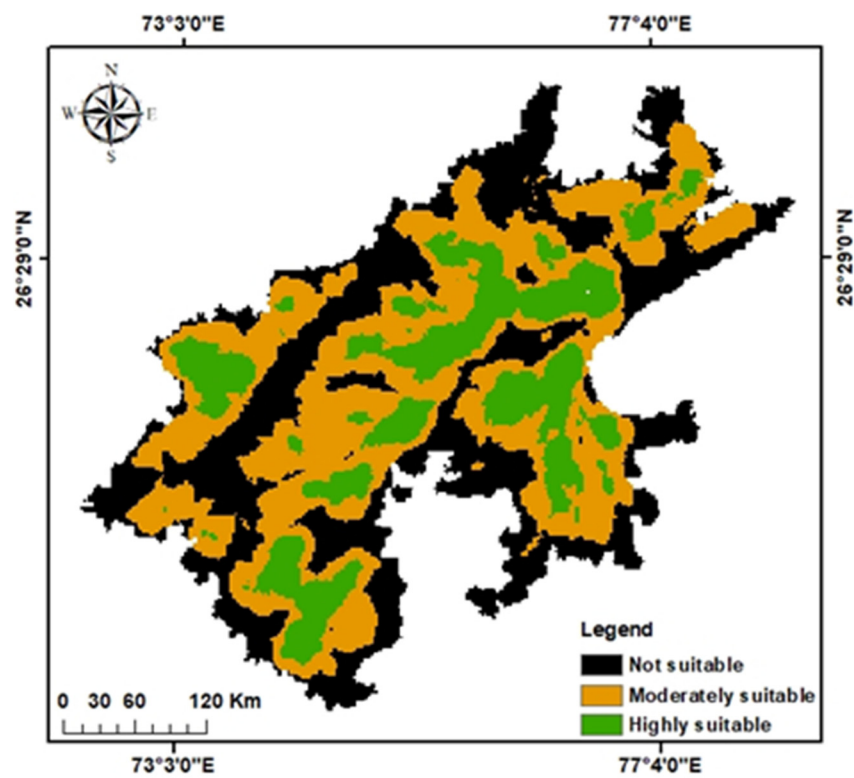 73°3'0"E 77°4'0"E
N
W E
S
26°29'0"N 26°29'0"N
Legend
Not suitable
Moderately suitable
Highly suitable
0 30 60 120 Km
73°3'0"E 77°4'0"E